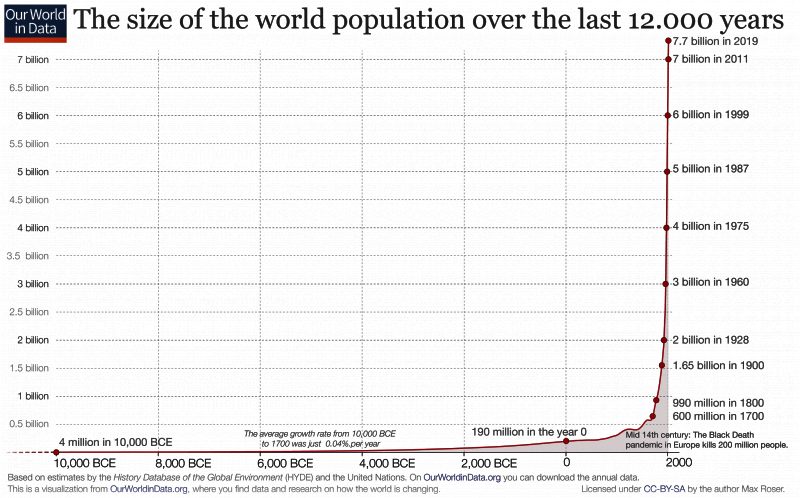 Our World
in Data
The size of the world population over the last 12.000 years
7.7 billion in 2019
7 billion
7 billion in 2011
6.5 billion
6 billion
6 billion in 1999
5.5 billion
5 billion
5 billion in 1987
4.5 billion
4 billion
4 billion in 1975
3.5 billion
3 billion
3 billion in 1960
2.5 billion
2 billion
2 billion in 1928
1.5 billion
1.65 billion in 1900
1 billion
990 million in 1800
600 million in 1700
0.5 billion
4 million in 10,000 BCE
The average growth rate from 10,000 BCE
to 1700 was just 0.04% per year
190 million in the year 0
Mid 14th century: The Black Death
pandemic in Europe kills 200 million people.
10,000 BCE
8,000 BCE
6,000 BCE
4,000 BCE
2,000 BCE
0
2000
Based on estimates by the History Database of the Global Environment (HYDE) and the United Nations. On OurWorldinData.org you can download the annual data.
This is a visualization from OurWorldinData.org, where you find data and research on how the world is changing.
Licensed under CC-BY-SA by the author Max Roser.